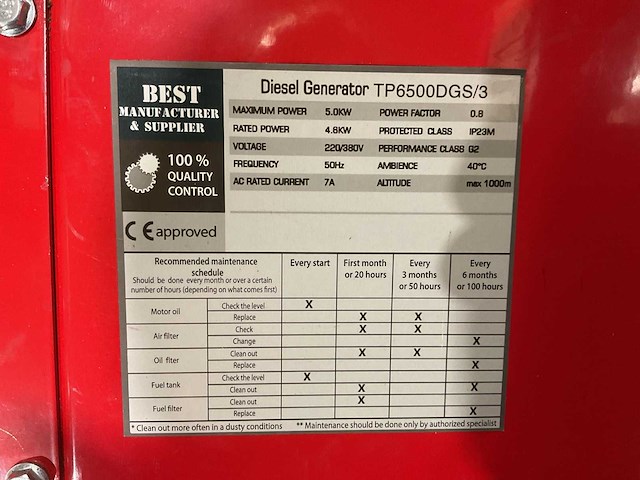 BEST
MANUFACTURER
& SUPPLIER
100 %
QUALITY
CONTROL
CE approved
Diesel Generator TP6500DGS/3
MAXIMUM POWER 5.0KW POWER FACTOR 0.8
RATED POWER 4.6KW PROTECTED CLASS IP23M
VOLTAGE 220/380V PERFORMANCE CLASS G2
FREQUENCY 50Hz AMBIENCE 40°C
AC RATED CURRENT 7A ALTITUDE max 1000m
Recommended maintenance
schedule
Should be done every month or over a certain
number of hours (depending on what comes first)
Every start
First month
or 20 hours
Every
3 months
or 50 hours
Every
6 months
or 100 hours
Motor oil Check the level X
Replace X X
Air filter Check X X
Change X
Oil filter Clean out X X
Replace X
Fuel tank Check the level X
Clean out X X
Fuel filter Clean out X
Replace X
* Clean out more often in a dusty conditions ** Maintenance should be done only by authorized specialist